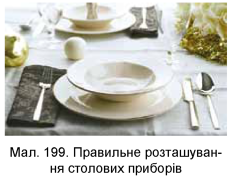 Мал. 199. Правильне розташуван-
ня столових приборів